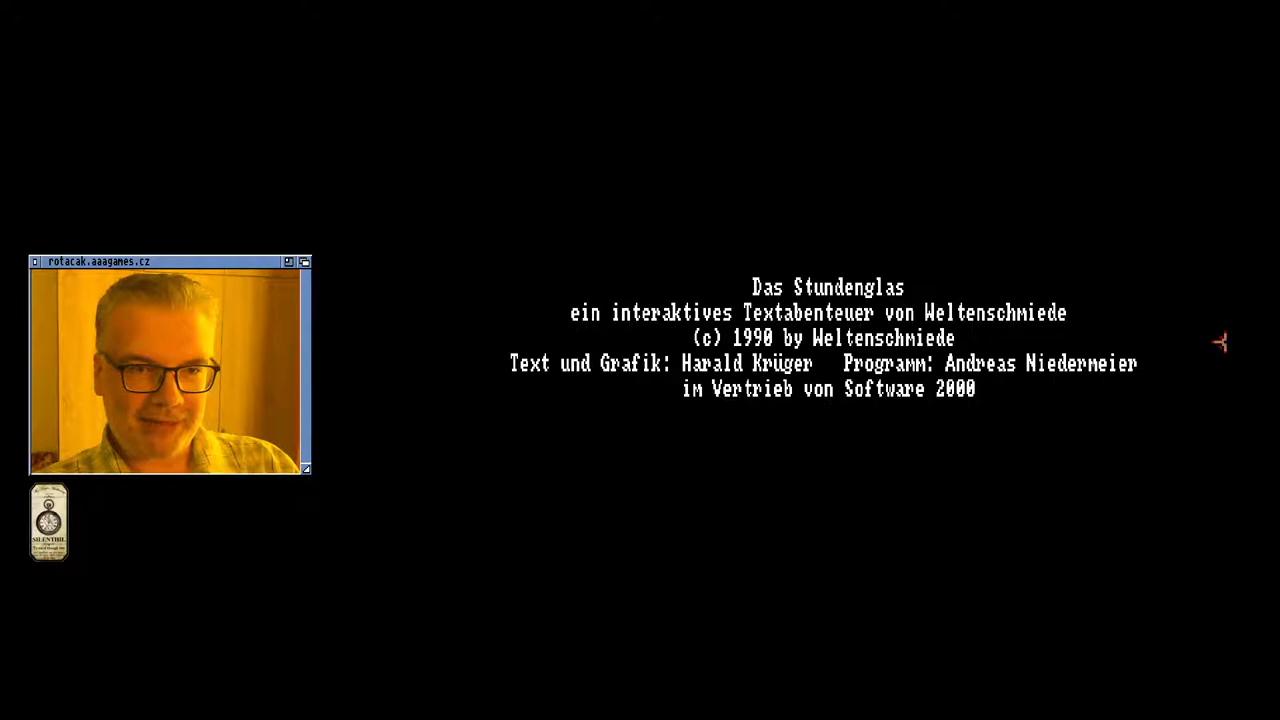 rotacak.aaagames.cz
Das Stundenglas
ein interaktives Textabenteuer von Weltenschmiede
(c) 1990 by Weltenschmiede
Text und Grafik: Harald Krüger   Programm: Andreas Niedermeier
im Vertrieb von Software 2000